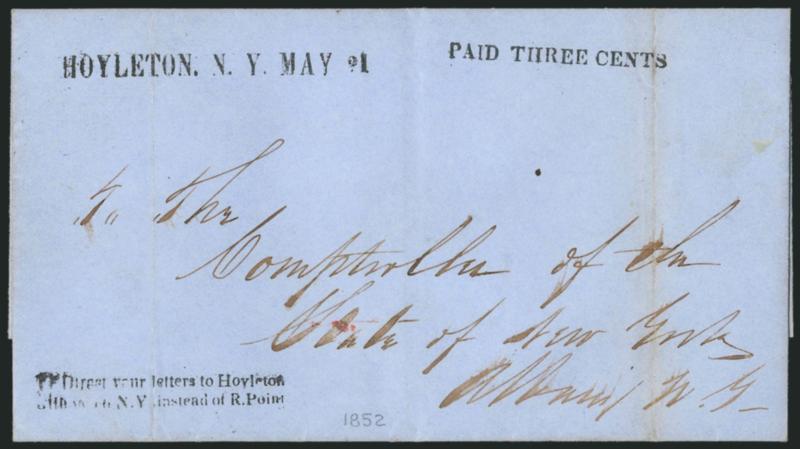 HOYLETON. N. Y. MAY 21
PAID THREE CENTS
to the
Comptroller of the
State of New York
Albany N. Y
Direct your letters to Hoyleton
N.Y. instead of R.Point
1852